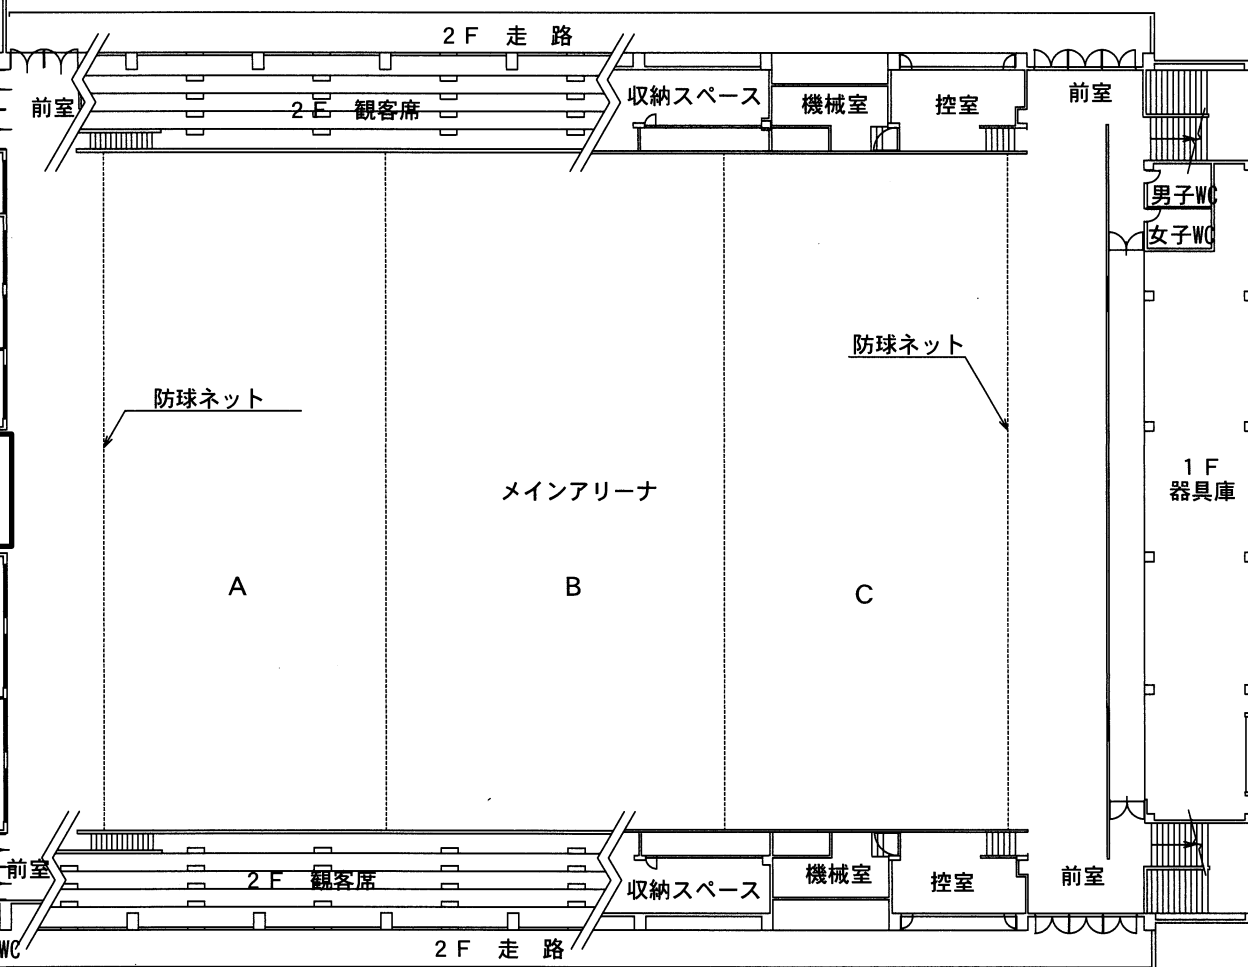 ２Ｆ 走 路
前室
２Ｆ 観客席
収納スペース
機械室
控室
前室
男子WC
女子WC
防球ネット
防球ネット
メインアリーナ
１Ｆ
器具庫
A
B
C
前室
２Ｆ 観客席
収納スペース
機械室
控室
前室
WC
２Ｆ 走 路